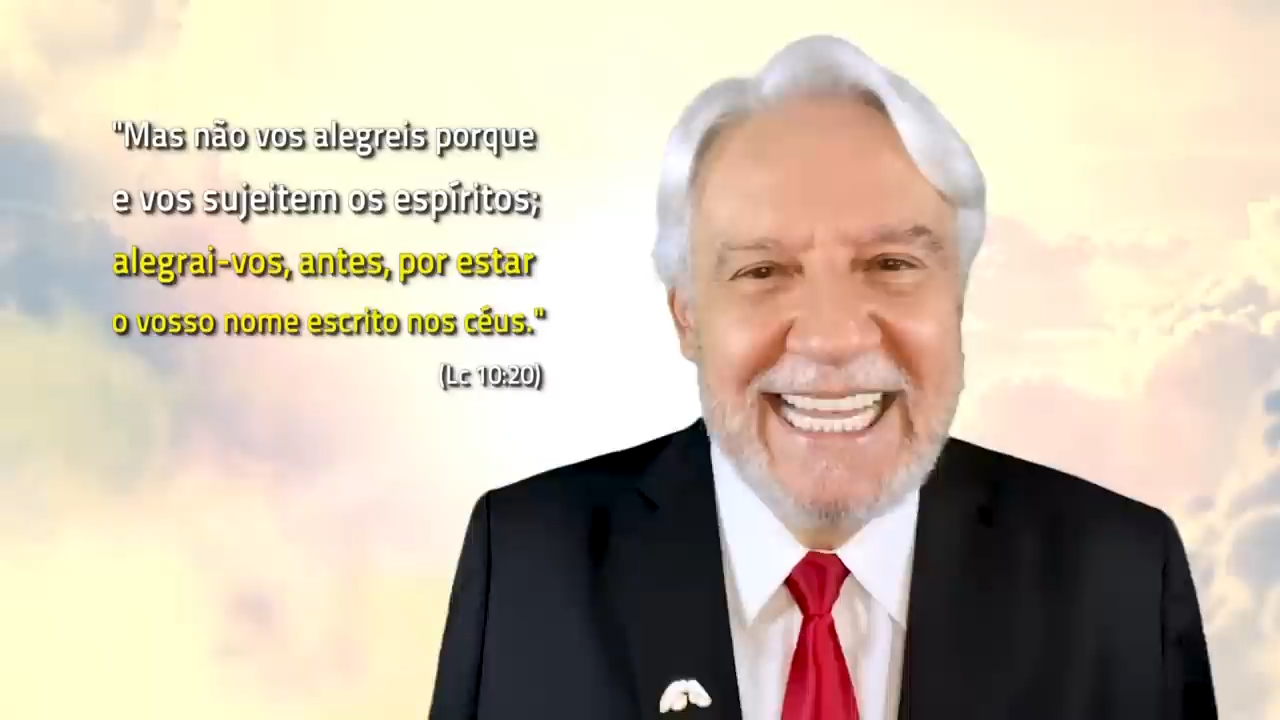 "Mas não vos alegreis porque
e vos sujeitem os espíritos;
alegrai-vos, antes, por estar
o vosso nome escrito nos céus."
(Lc 10:20)